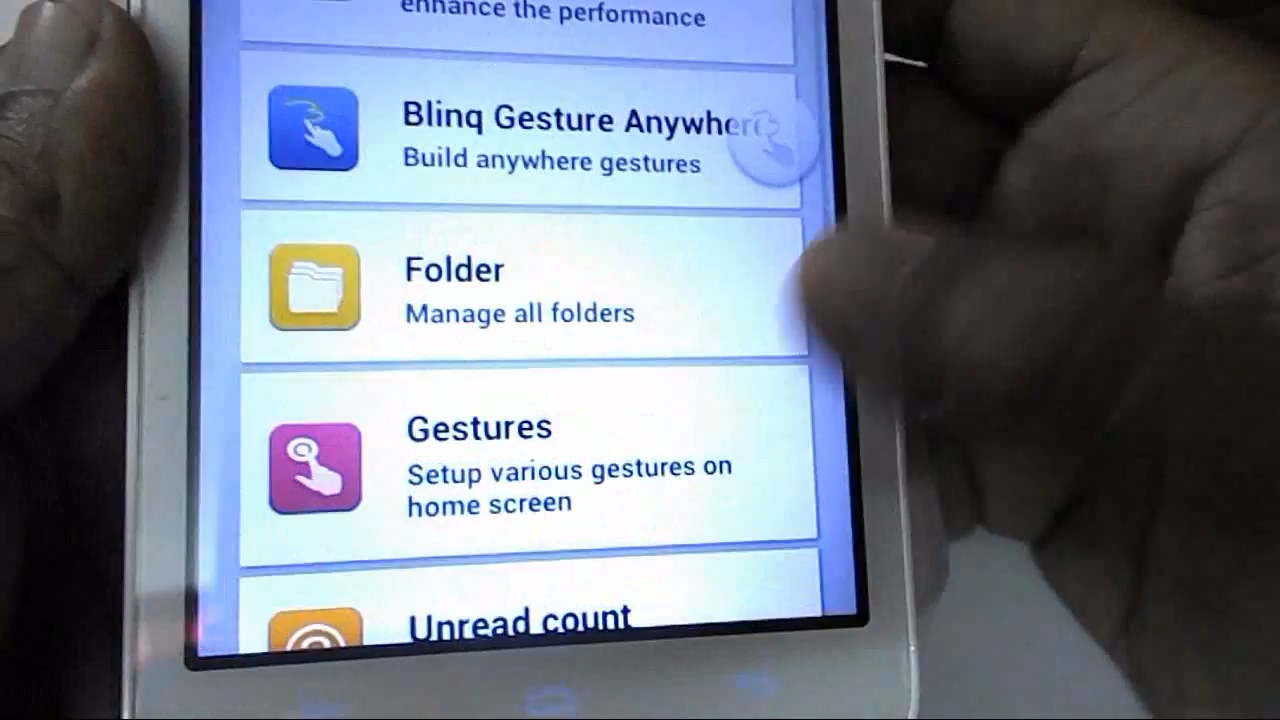 enhance the performance
Blinq Gesture Anywhere
Build anywhere gestures
Folder
Manage all folders
Gestures
Setup various gestures on
home screen
Unread count